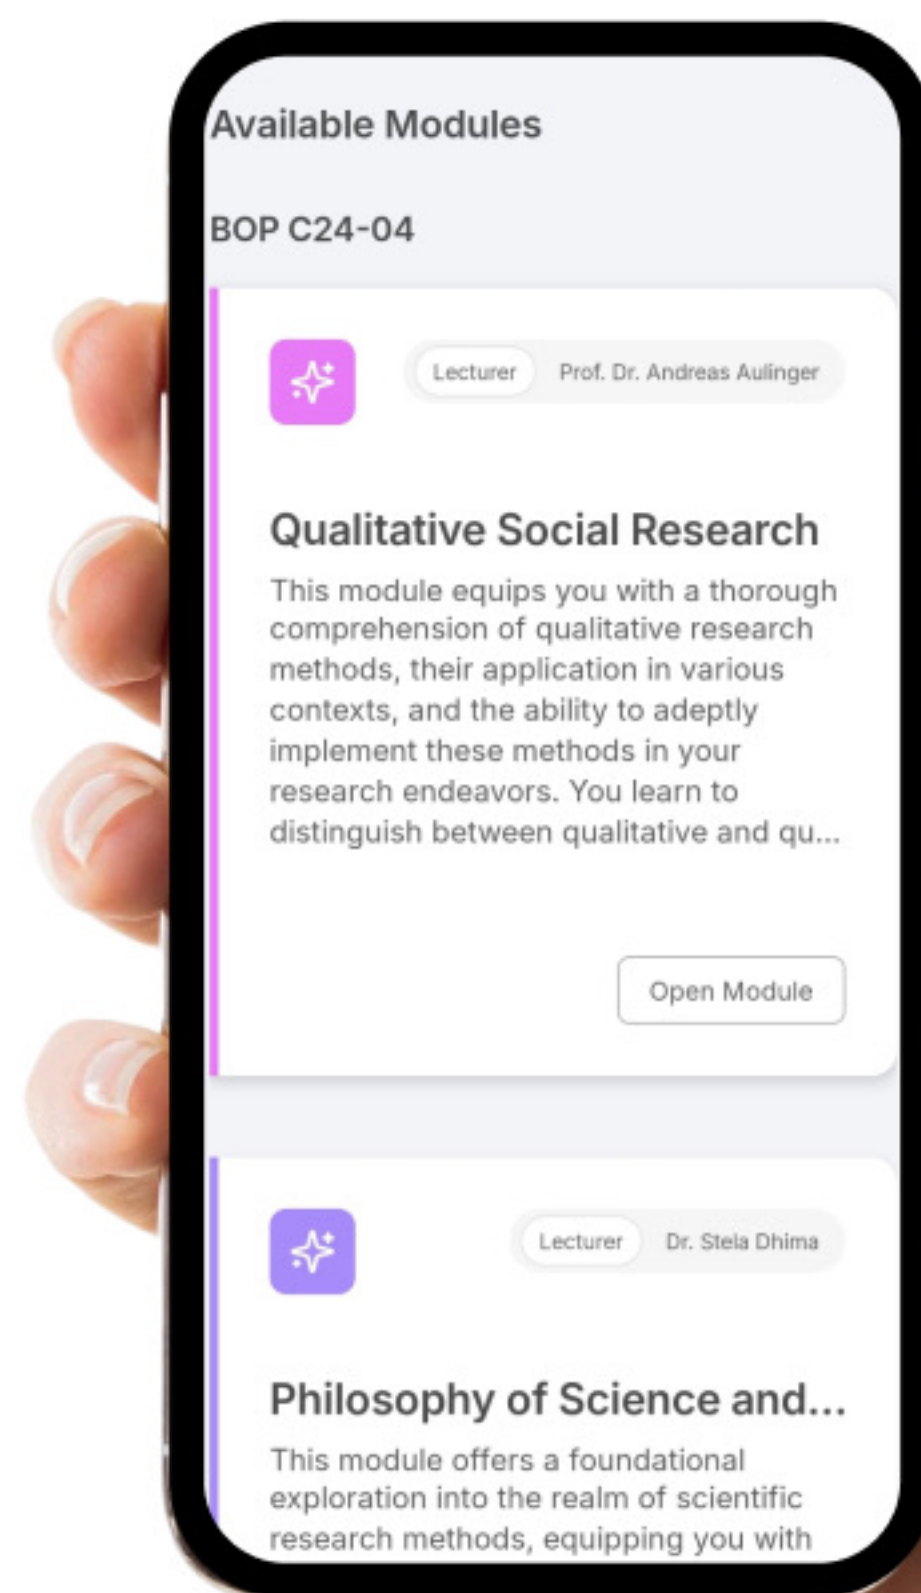 Available Modules
BOP C24-04
Lecturer Prof. Dr. Andreas Aulinger
Qualitative Social Research
This module equips you with a thorough
comprehension of qualitative research
methods, their application in various
contexts, and the ability to adeptly
implement these methods in your
research endeavors. You learn to
distinguish between qualitative and qu...
Open Module
Lecturer Dr. Stela Dhima
Philosophy of Science and...
This module offers a foundational
exploration into the realm of scientific
research methods, equipping you with